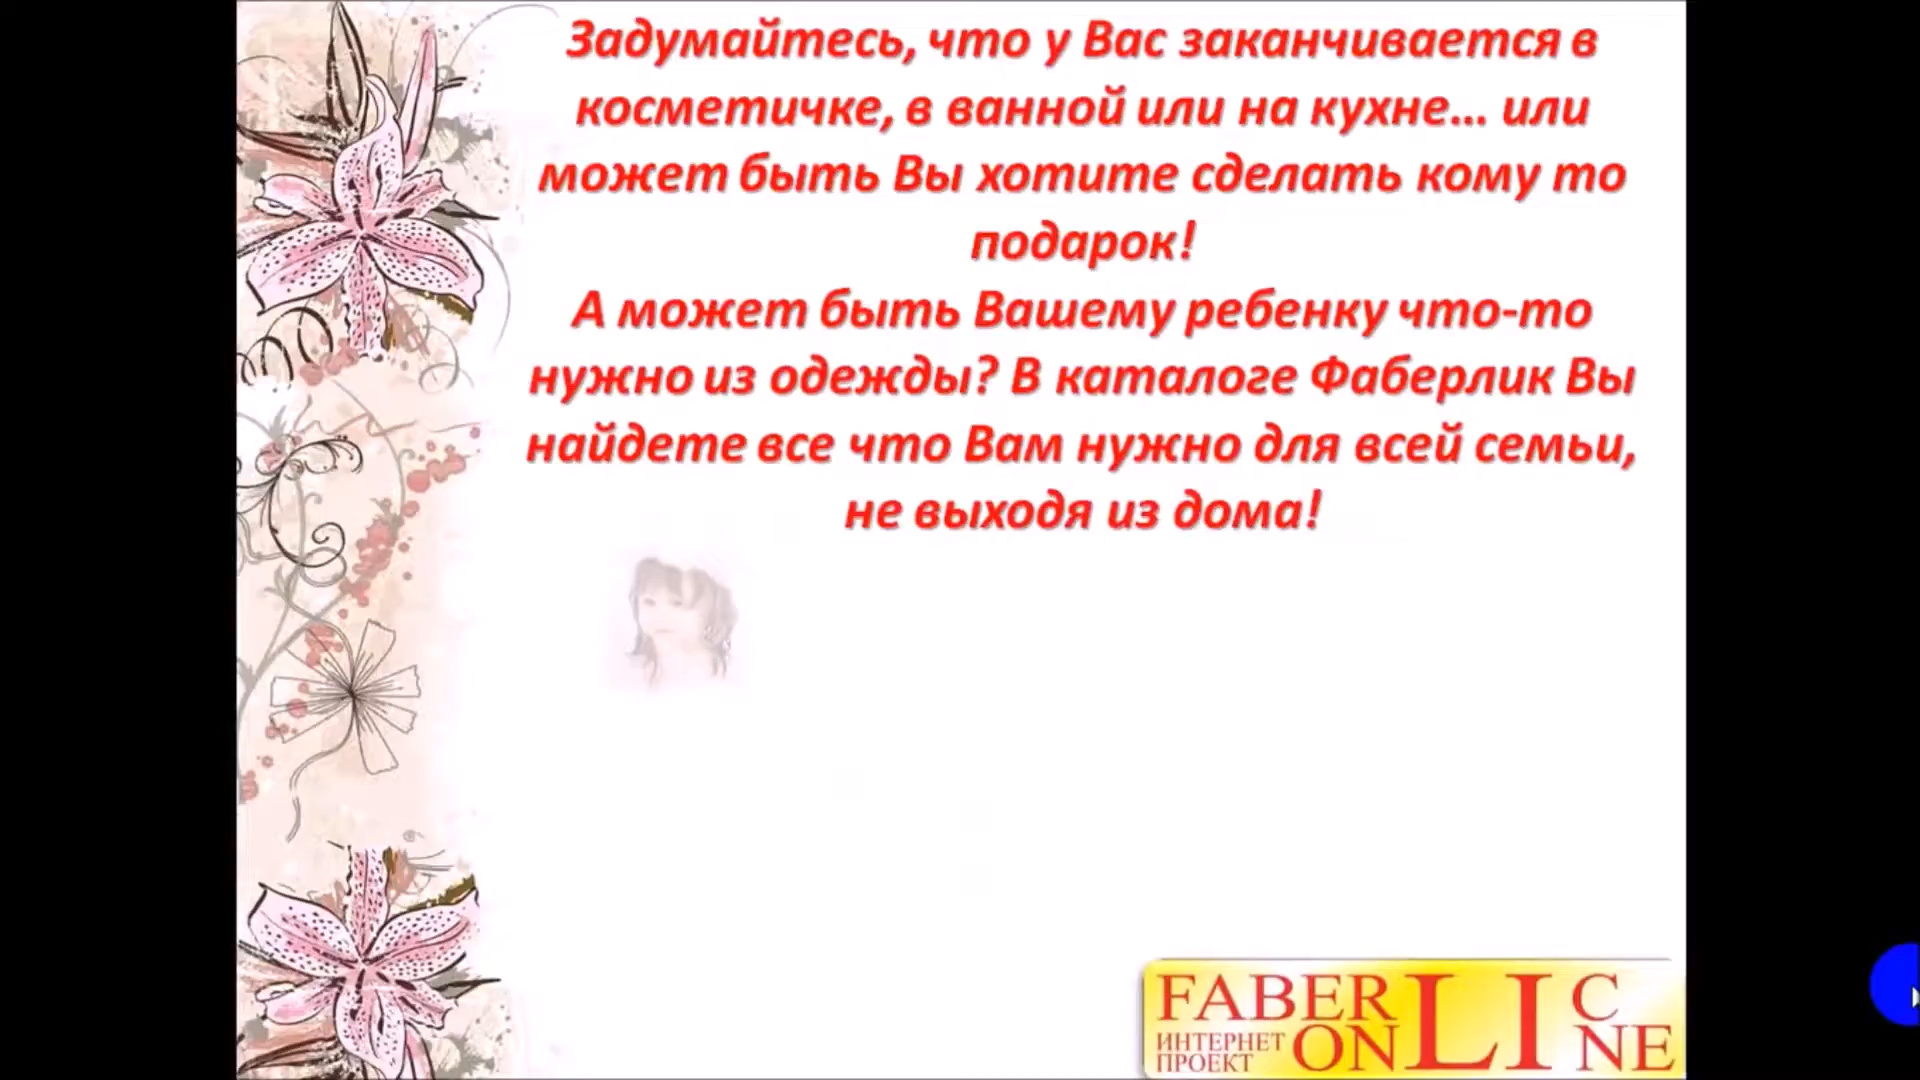 Задумайтесь, что у Вас заканчивается в
косметичке, в ванной или на кухне... или
может быть Вы хотите сделать кому то
подарок!
А может быть Вашему ребенку что-то
нужно из одежды? В каталоге Фаберлик Вы
найдете все что Вам нужно для всей семьи,
не выходя из дома!
FABERLIC
ИНТЕРНЕТ
ПРОЕКТ
ONLINE